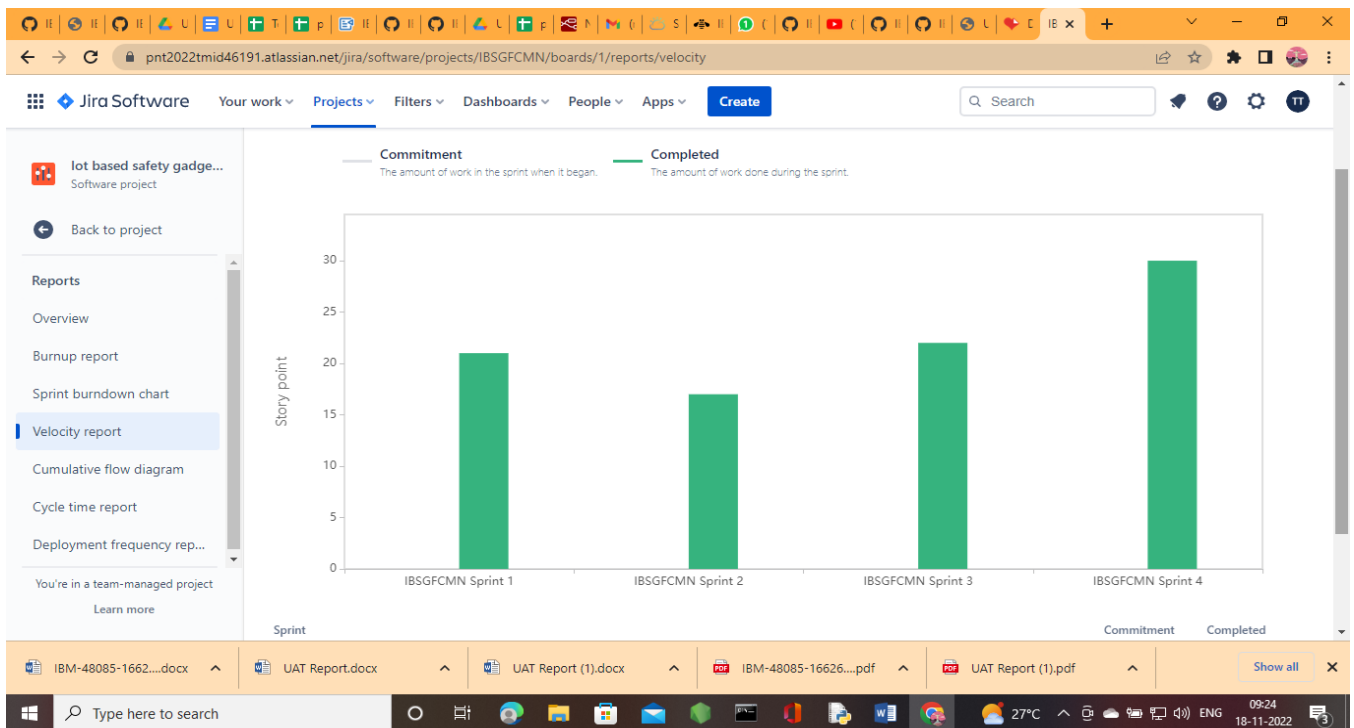 pnt2022tmid46191.atlassian.net/jira/software/projects/IBSGFCMN/boards/1/reports/velocity
Jira Software Your work Projects Filters Dashboards People Apps Create Search TT
Iot based safety gadge...
Software project
Back to project
Reports
Overview
Burnup report
Sprint burndown chart
Velocity report
Cumulative flow diagram
Cycle time report
Deployment frequency rep...
You're in a team-managed project
Learn more
Commitment
The amount of work in the sprint when it began.
Completed
The amount of work done during the sprint.
Story point
30
25
20
15
10
5
0
IBSGFCMN Sprint 1 IBSGFCMN Sprint 2 IBSGFCMN Sprint 3 IBSGFCMN Sprint 4
Sprint Commitment Completed
IBM-48085-1662....docx UAT Report.docx UAT Report (1).docx IBM-48085-16626....pdf UAT Report (1).pdf Show all
Type here to search 27°C ENG 09:24
18-11-2022 3